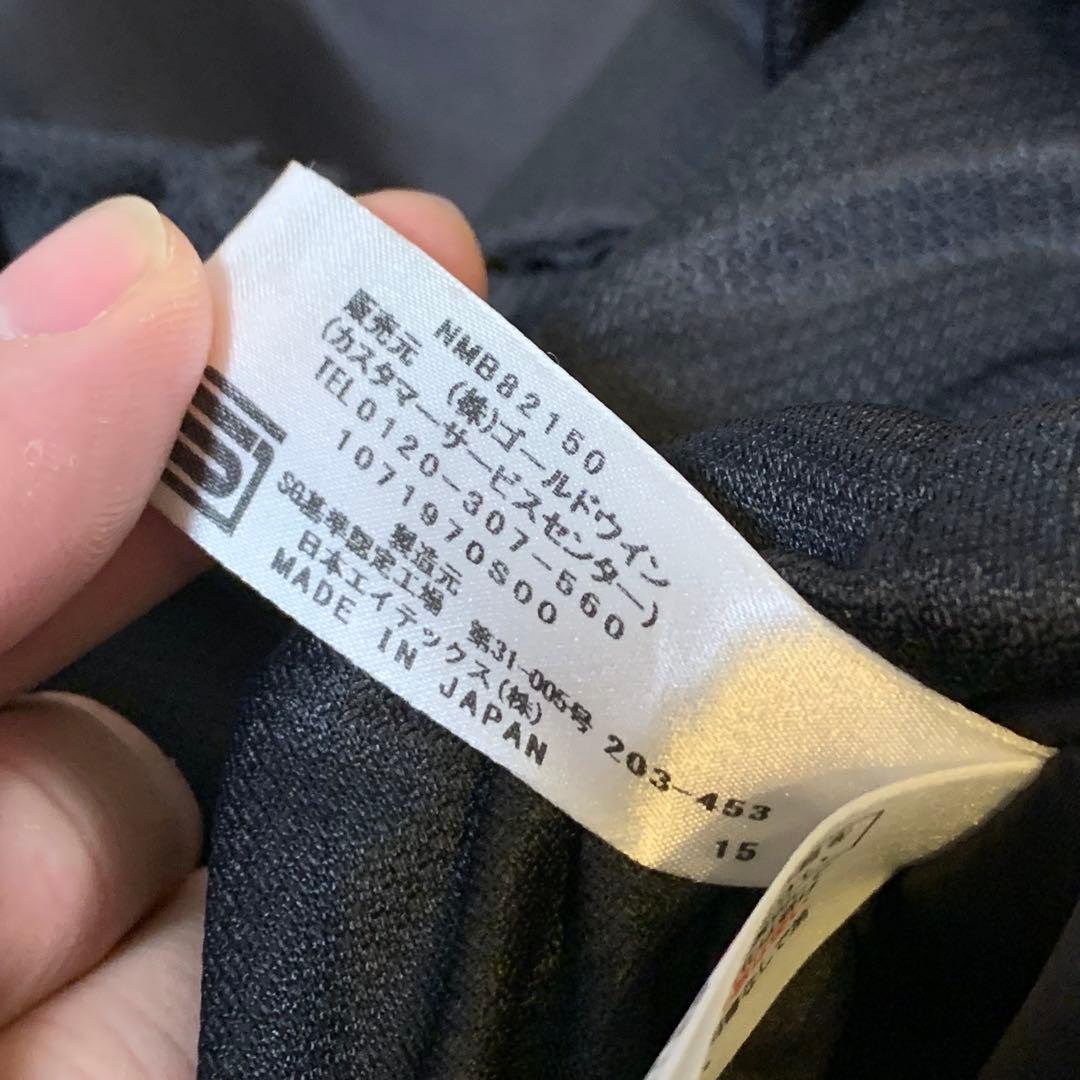 NMB82150
販売元 (株)ゴールドウイン
(カスタマーサービスセンター)
TEL0120-307-560
1071970S00
製造元
SG基準認定工場 第31-005号
日本エイテックス(株) 203-453
MADE IN JAPAN 15